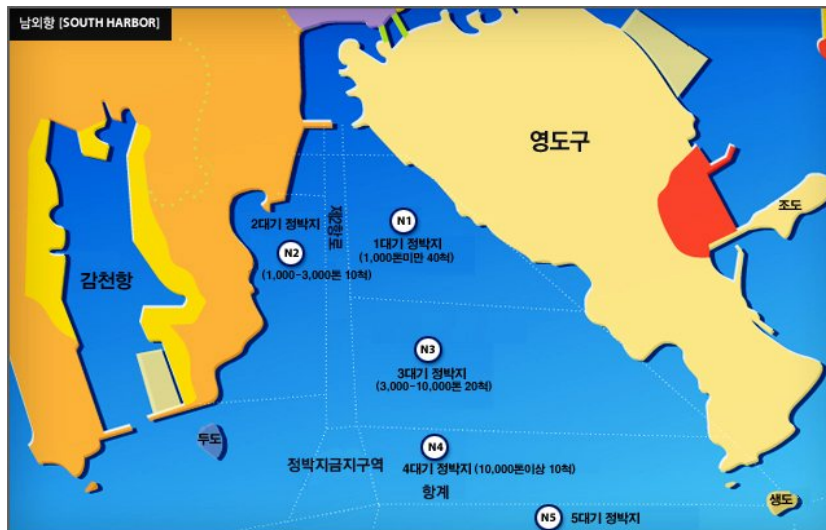 남외항 [SOUTH HARBOR]
영도구
조도
2대기 정박지
N2
(1,000-3,000톤 10척)
제2항로
N1
1대기 정박지
(1,000톤미만 40척)
감천항
N3
3대기 정박지
(3,000-10,000톤 20척)
두도
정박지금지구역
N4
4대기 정박지 (10,000톤이상 10척)
항계
생도
N5
5대기 정박지